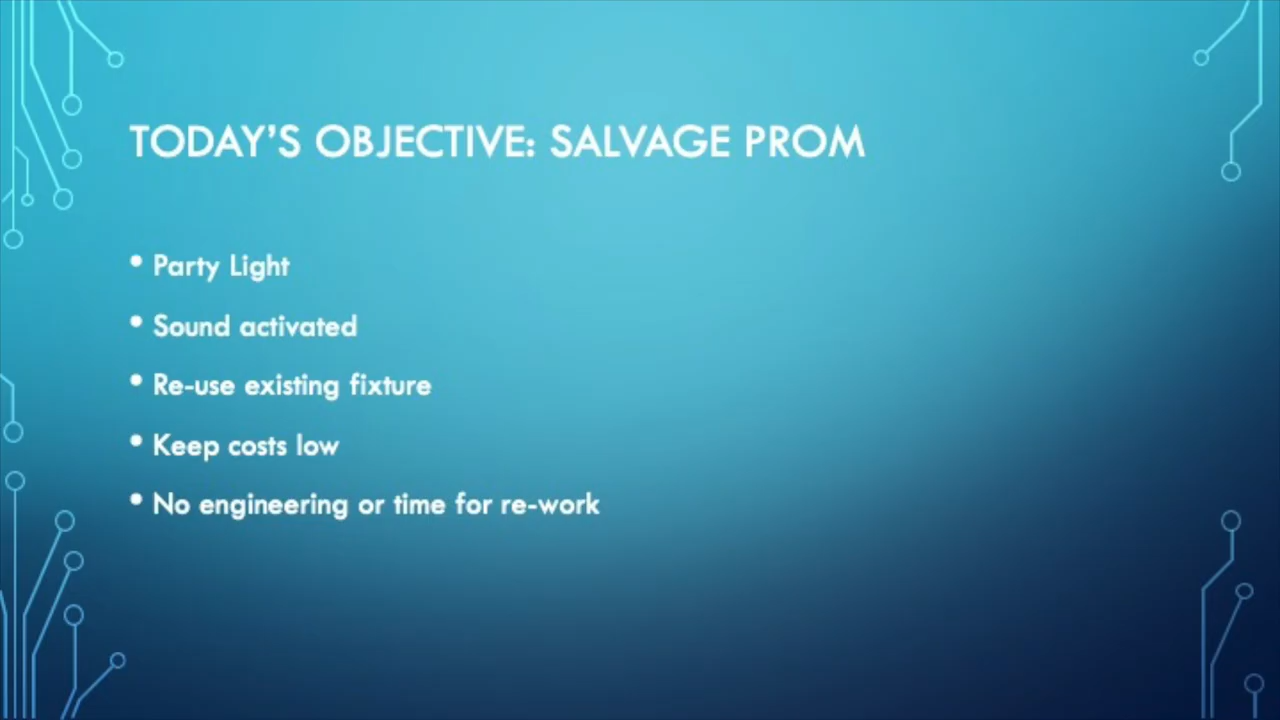 TODAY'S OBJECTIVE: SALVAGE PROM
• Party Light
• Sound activated
• Re-use existing fixture
• Keep costs low
• No engineering or time for re-work